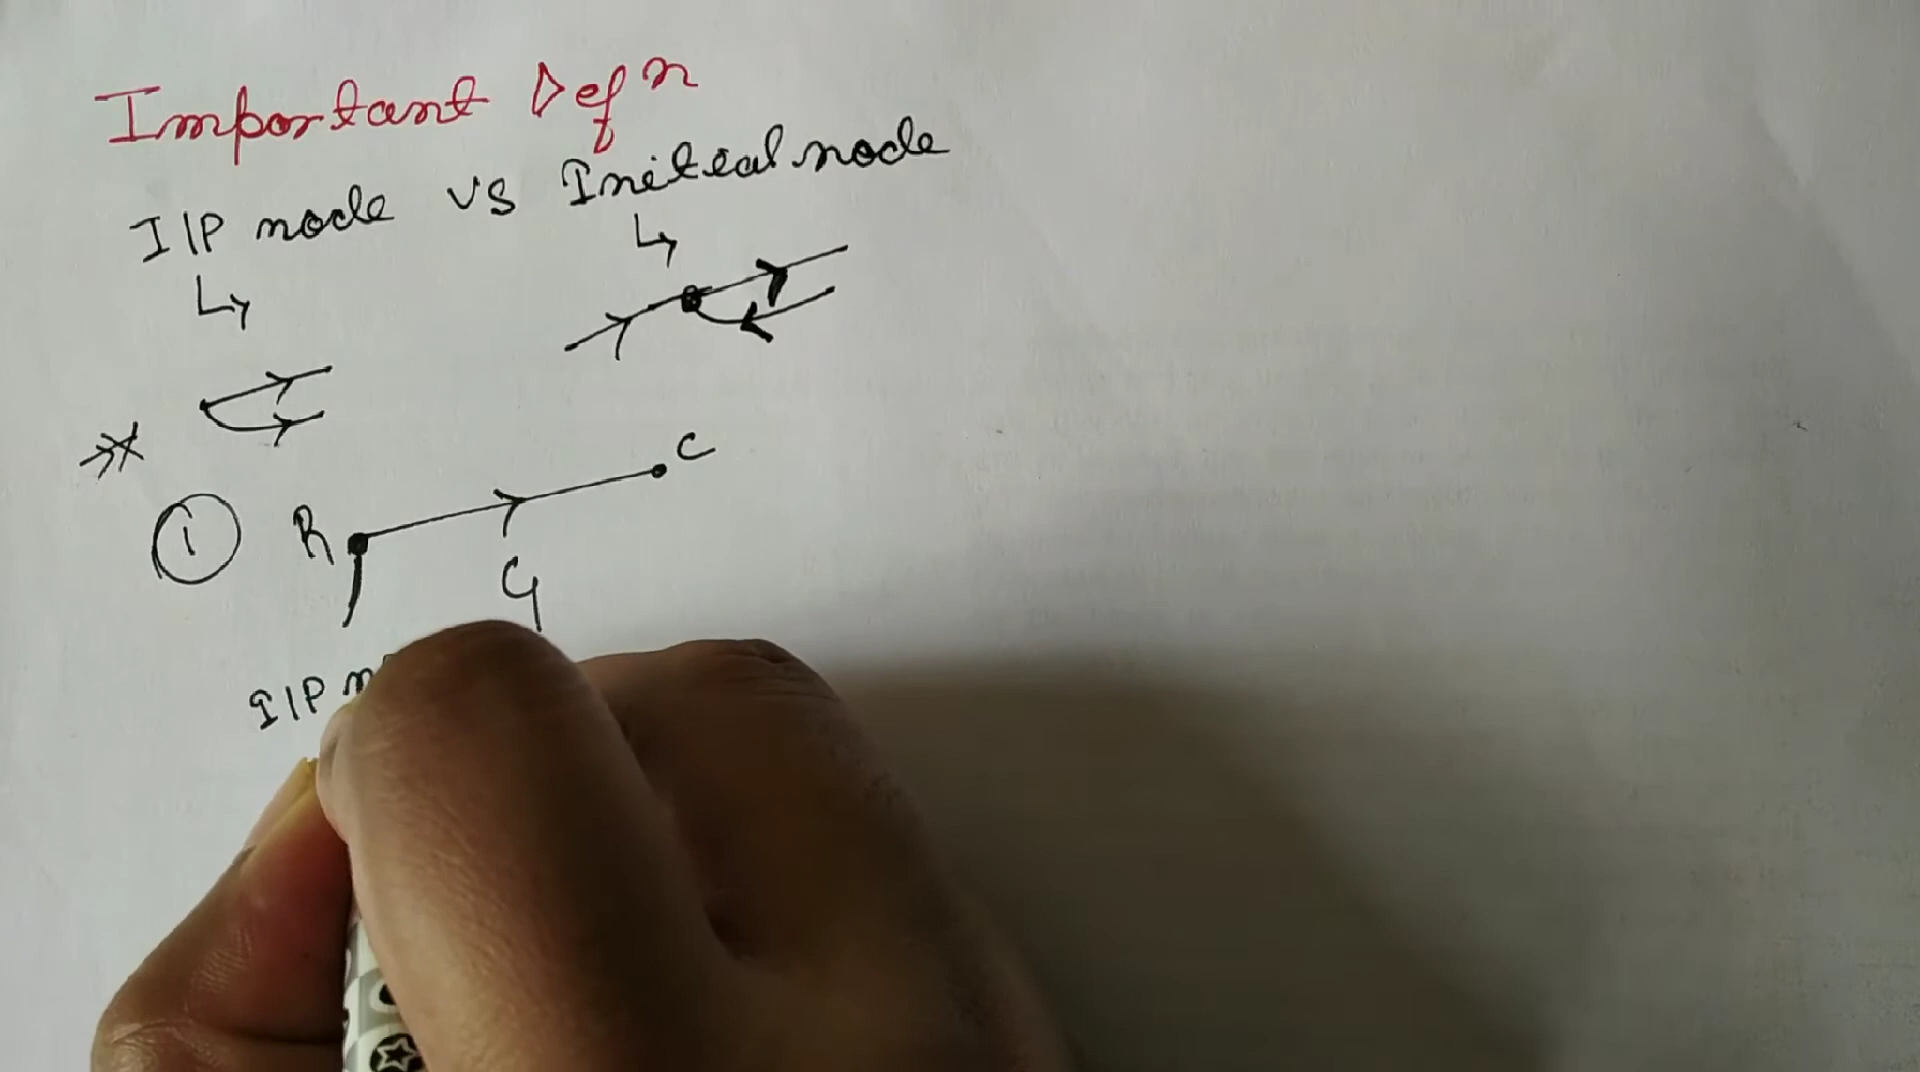 Important Defn
I/P node vs Initial node
① R C
G
I/P